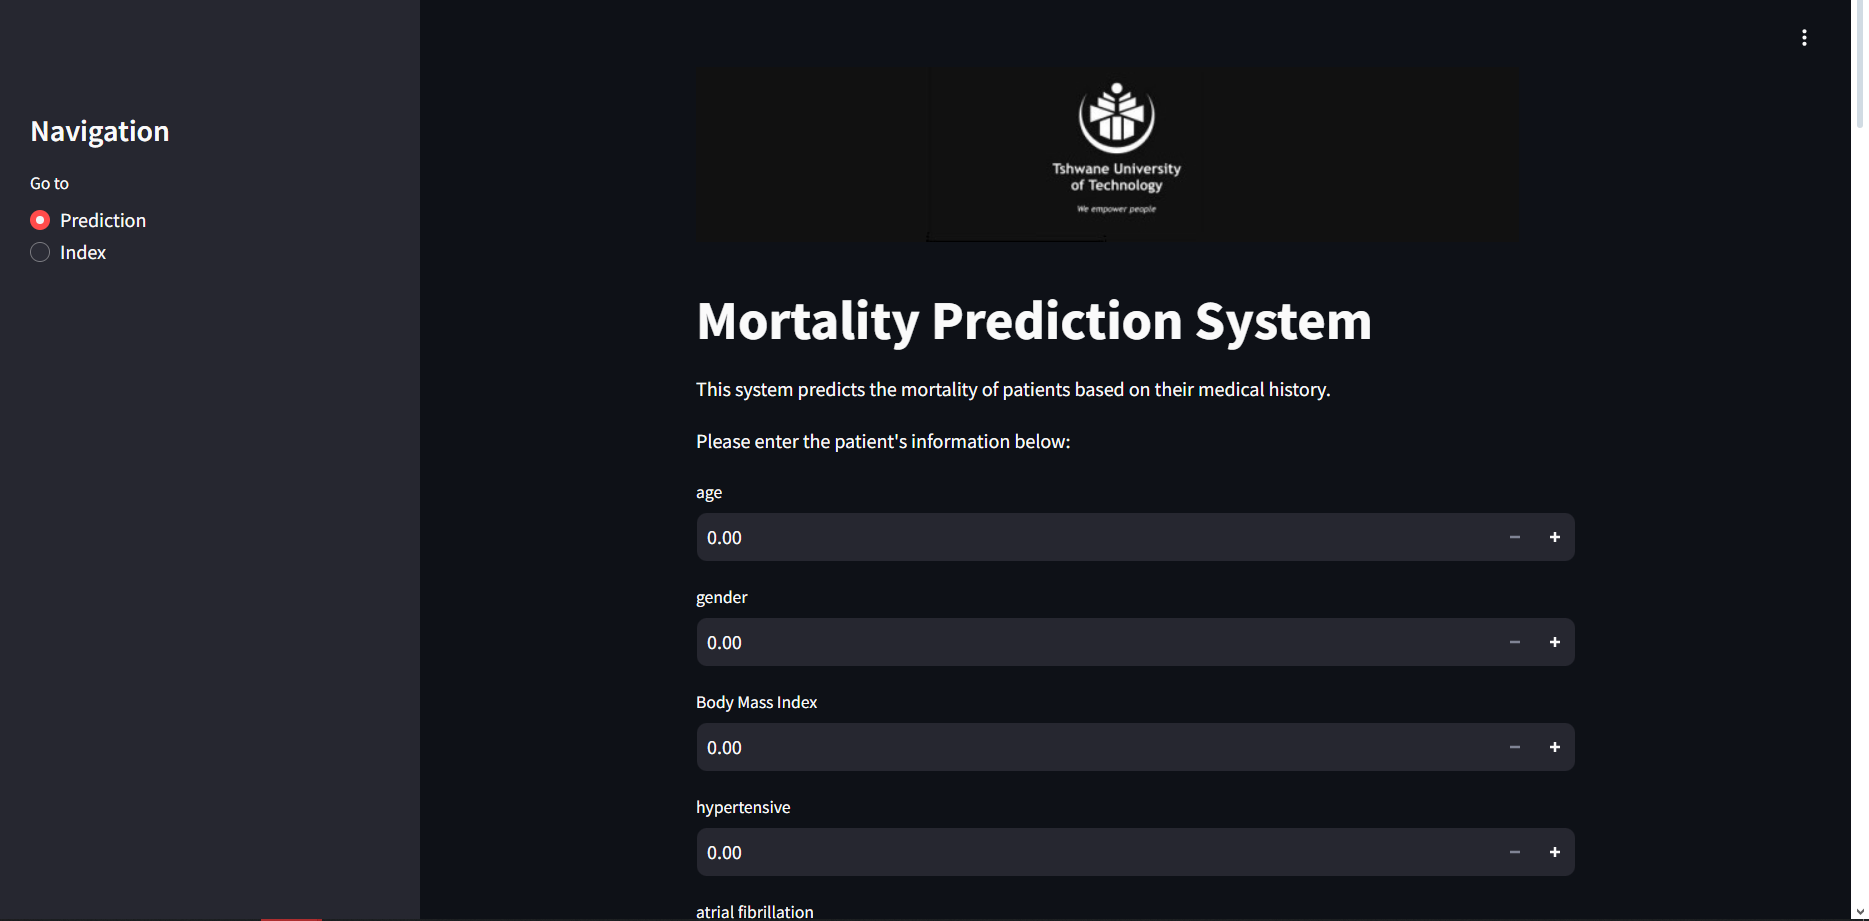 Navigation
Go to
Prediction
Index
Tshwane University
of Technology
We empower people
Mortality Prediction System
This system predicts the mortality of patients based on their medical history.
Please enter the patient's information below:
age
0.00
gender
0.00
Body Mass Index
0.00
hypertensive
0.00
atrial fibrillation